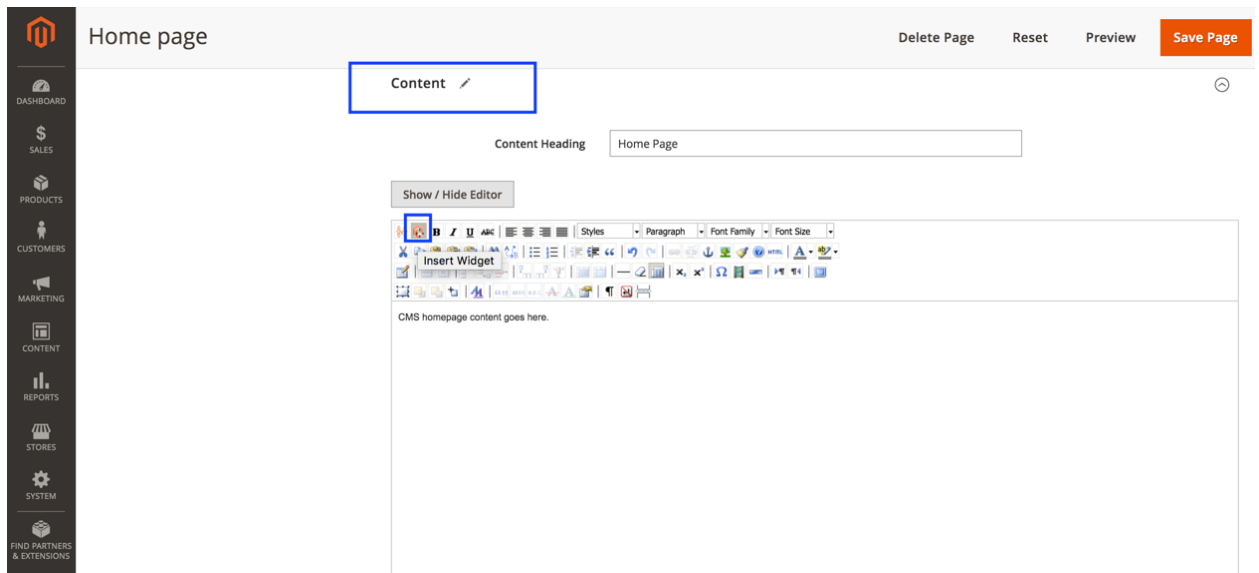 Home page
Delete Page
Reset
Preview
Save Page
DASHBOARD
SALES
PRODUCTS
CUSTOMERS
MARKETING
CONTENT
REPORTS
STORES
SYSTEM
FIND PARTNERS
& EXTENSIONS
Content
Content Heading
Home Page
Show / Hide Editor
B I U ABC Styles Paragraph Font Family Font Size
HTML
Insert Widget
CMS homepage content goes here.